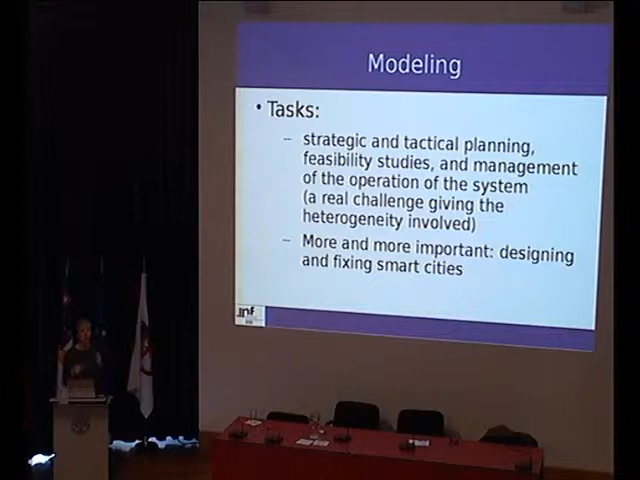 Modeling
• Tasks:
– strategic and tactical planning,
feasibility studies, and management
of the operation of the system
(a real challenge giving the
heterogeneity involved)
– More and more important: designing
and fixing smart cities
inf